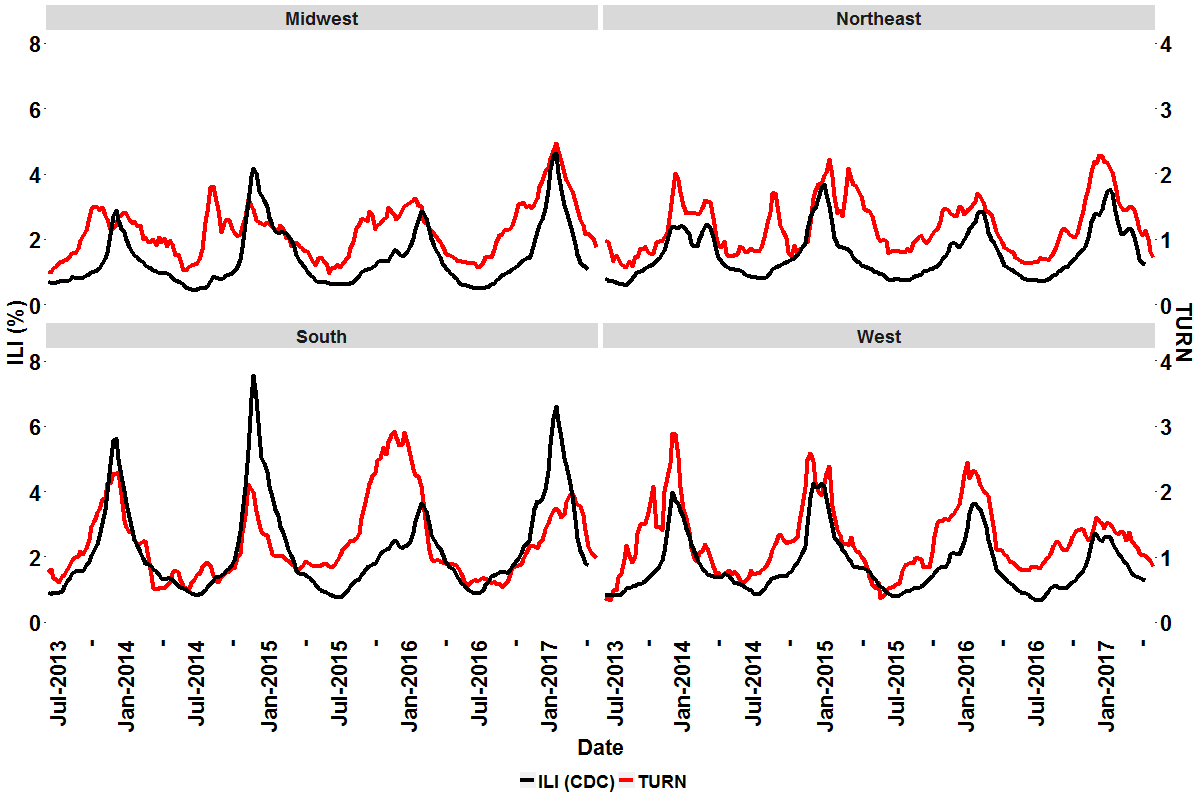 Midwest Northeast
8 4
6 3
4 2
2 1
0 0
ILI (%) TURN
South West
8 4
6 3
4 2
2 1
0 0
Jul-2013 Jan-2014 Jul-2014 Jan-2015 Jul-2015 Jan-2016 Jul-2016 Jan-2017 Jul-2013 Jan-2014 Jul-2014 Jan-2015 Jul-2015 Jan-2016 Jul-2016 Jan-2017
Date
ILI (CDC) TURN